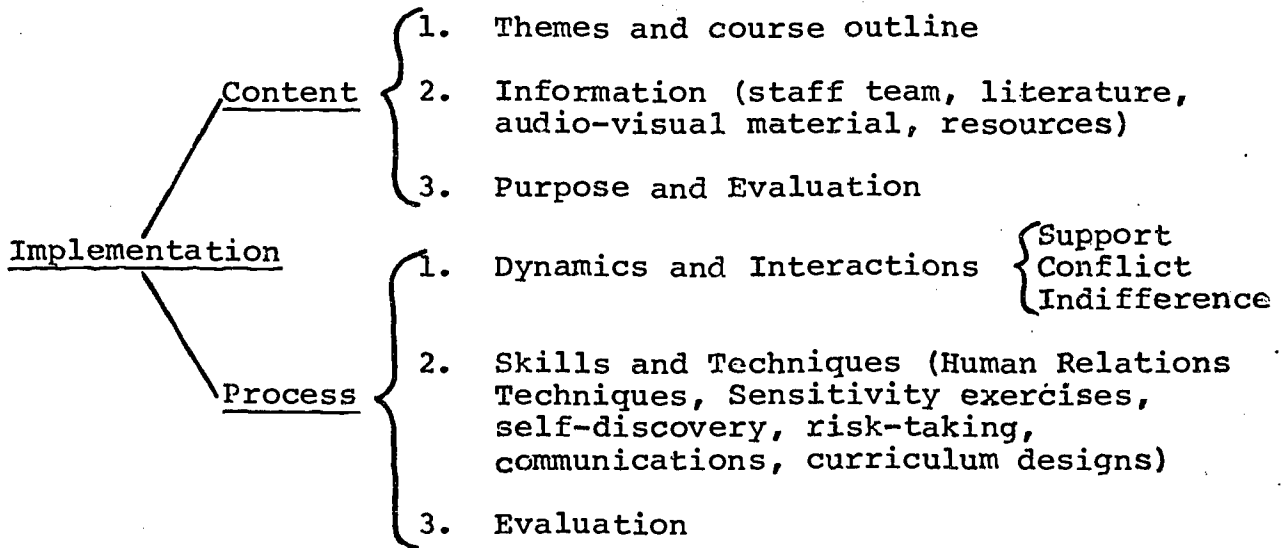 1. Themes and course outline
Content
2. Information (staff team, literature,
audio-visual material, resources)
3. Purpose and Evaluation
Implementation
1. Dynamics and Interactions
Support
Conflict
Indifference
Process
2. Skills and Techniques (Human Relations
Techniques, Sensitivity exercises,
self-discovery, risk-taking,
communications, curriculum designs)
3. Evaluation